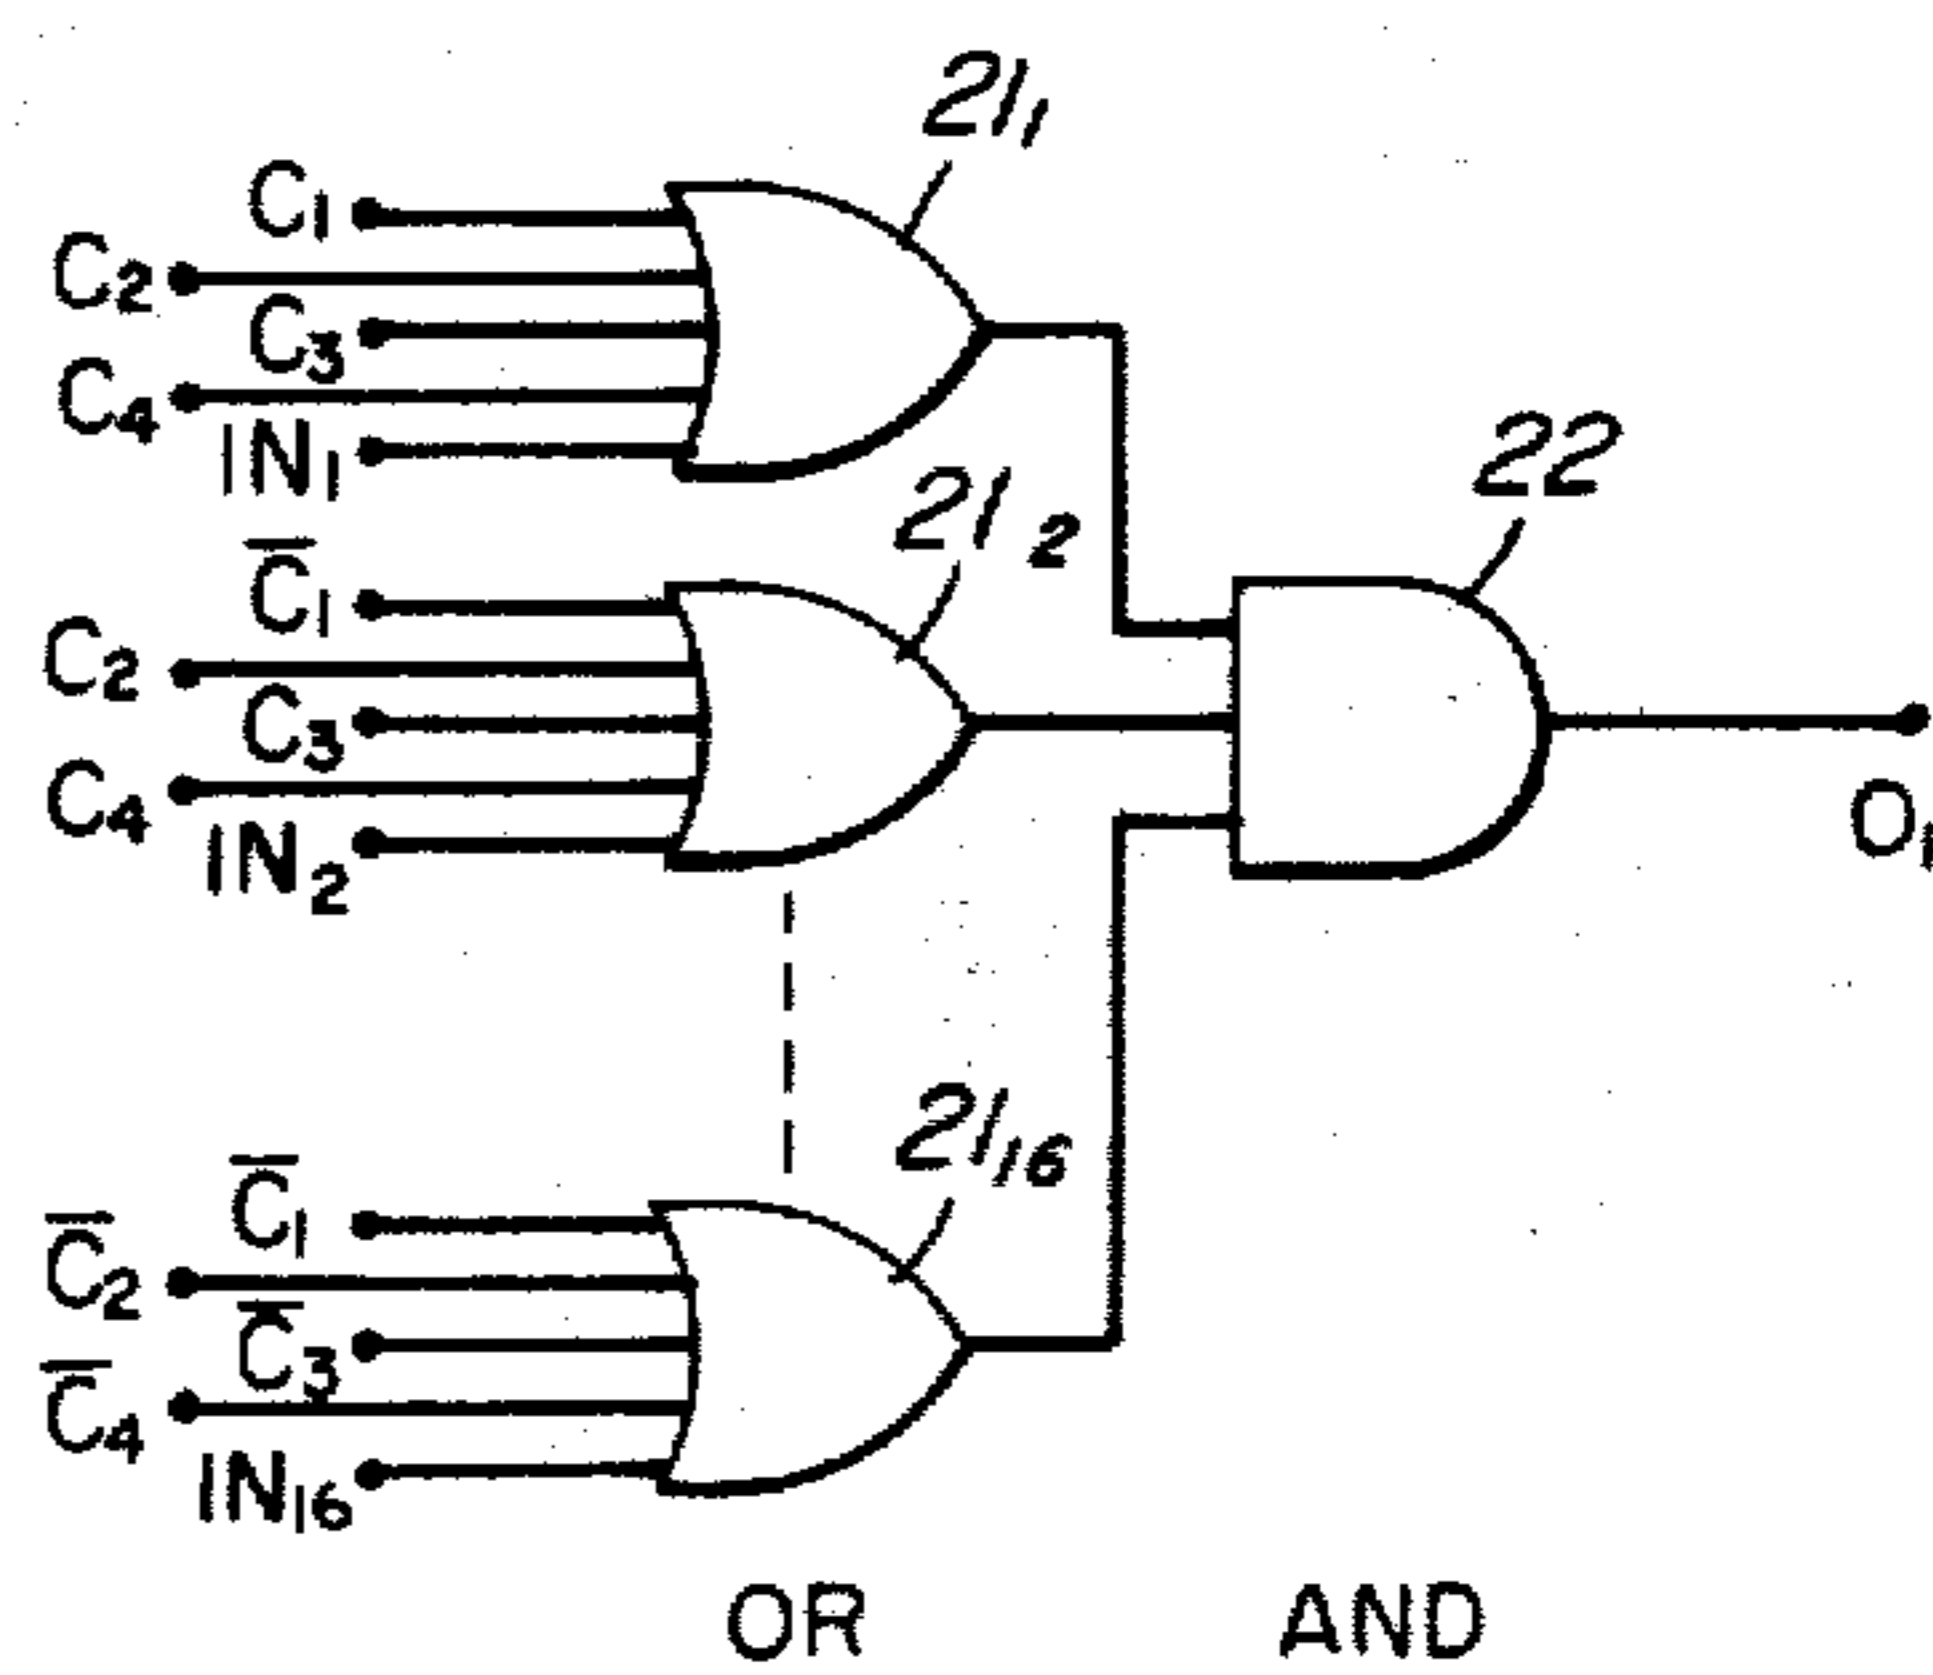 21₁
C₁
C₂
C₃
C₄
IN₁
21₂
22
C̅₁
C₂
C₃
C₄
IN₂
O₁
21₁₆
C̅₁
C̅₂
C̅₃
C̅₄
IN₁₆
OR AND